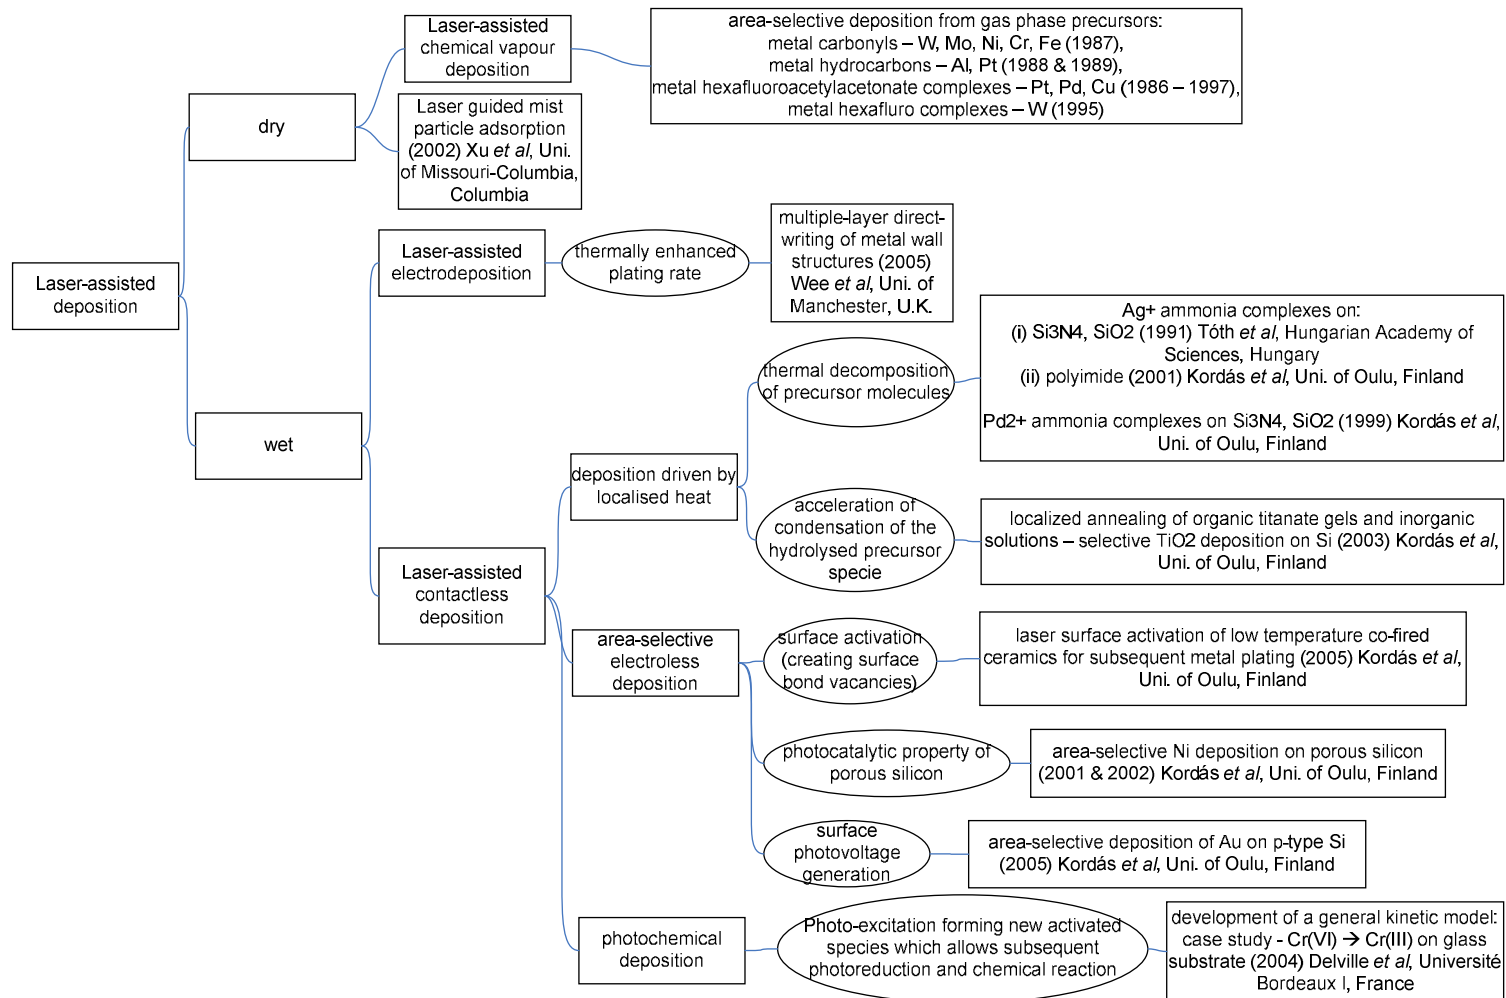 Laser-assisted
deposition
dry
Laser-assisted
chemical vapour
deposition
area-selective deposition from gas phase precursors:
metal carbonyls – W, Mo, Ni, Cr, Fe (1987),
metal hydrocarbons – Al, Pt (1988 & 1989),
metal hexafluoroacetylacetonate complexes – Pt, Pd, Cu (1986 – 1997),
metal hexafluro complexes – W (1995)
Laser guided mist
particle adsorption
(2002) Xu et al, Uni.
of Missouri-Columbia,
Columbia
wet
Laser-assisted
electrodeposition
thermally enhanced
plating rate
multiple-layer direct-
writing of metal wall
structures (2005)
Wee et al, Uni. of
Manchester, U.K.
Laser-assisted
contactless
deposition
deposition driven by
localised heat
thermal decomposition
of precursor molecules
Ag+ ammonia complexes on:
(i) Si3N4, SiO2 (1991) Tóth et al, Hungarian Academy of
Sciences, Hungary
(ii) polyimide (2001) Kordás et al, Uni. of Oulu, Finland
Pd2+ ammonia complexes on Si3N4, SiO2 (1999) Kordás et al,
Uni. of Oulu, Finland
acceleration of
condensation of the
hydrolysed precursor
specie
localized annealing of organic titanate gels and inorganic
solutions – selective TiO2 deposition on Si (2003) Kordás et al,
Uni. of Oulu, Finland
area-selective
electroless
deposition
surface activation
(creating surface
bond vacancies)
laser surface activation of low temperature co-fired
ceramics for subsequent metal plating (2005) Kordás et al,
Uni. of Oulu, Finland
photocatalytic property of
porous silicon
area-selective Ni deposition on porous silicon
(2001 & 2002) Kordás et al, Uni. of Oulu, Finland
surface
photovoltage
generation
area-selective deposition of Au on p-type Si
(2005) Kordás et al, Uni. of Oulu, Finland
photochemical
deposition
Photo-excitation forming new activated
species which allows subsequent
photoreduction and chemical reaction
development of a general kinetic model:
case study - Cr(VI) → Cr(III) on glass
substrate (2004) Delville et al, Université
Bordeaux I, France